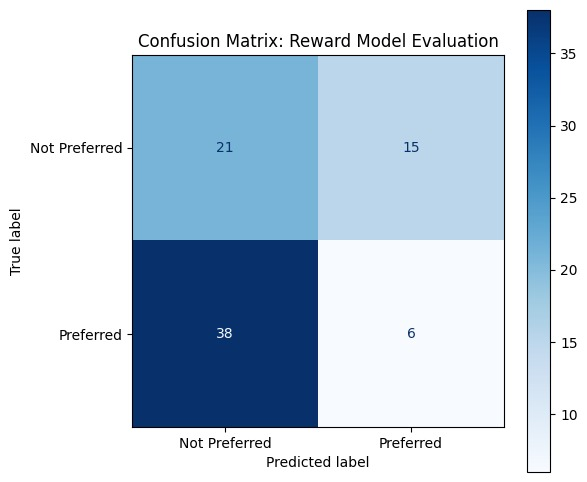 Confusion Matrix: Reward Model Evaluation
True label
Not Preferred
Preferred
21
15
38
6
Not Preferred
Preferred
Predicted label
35
30
25
20
15
10